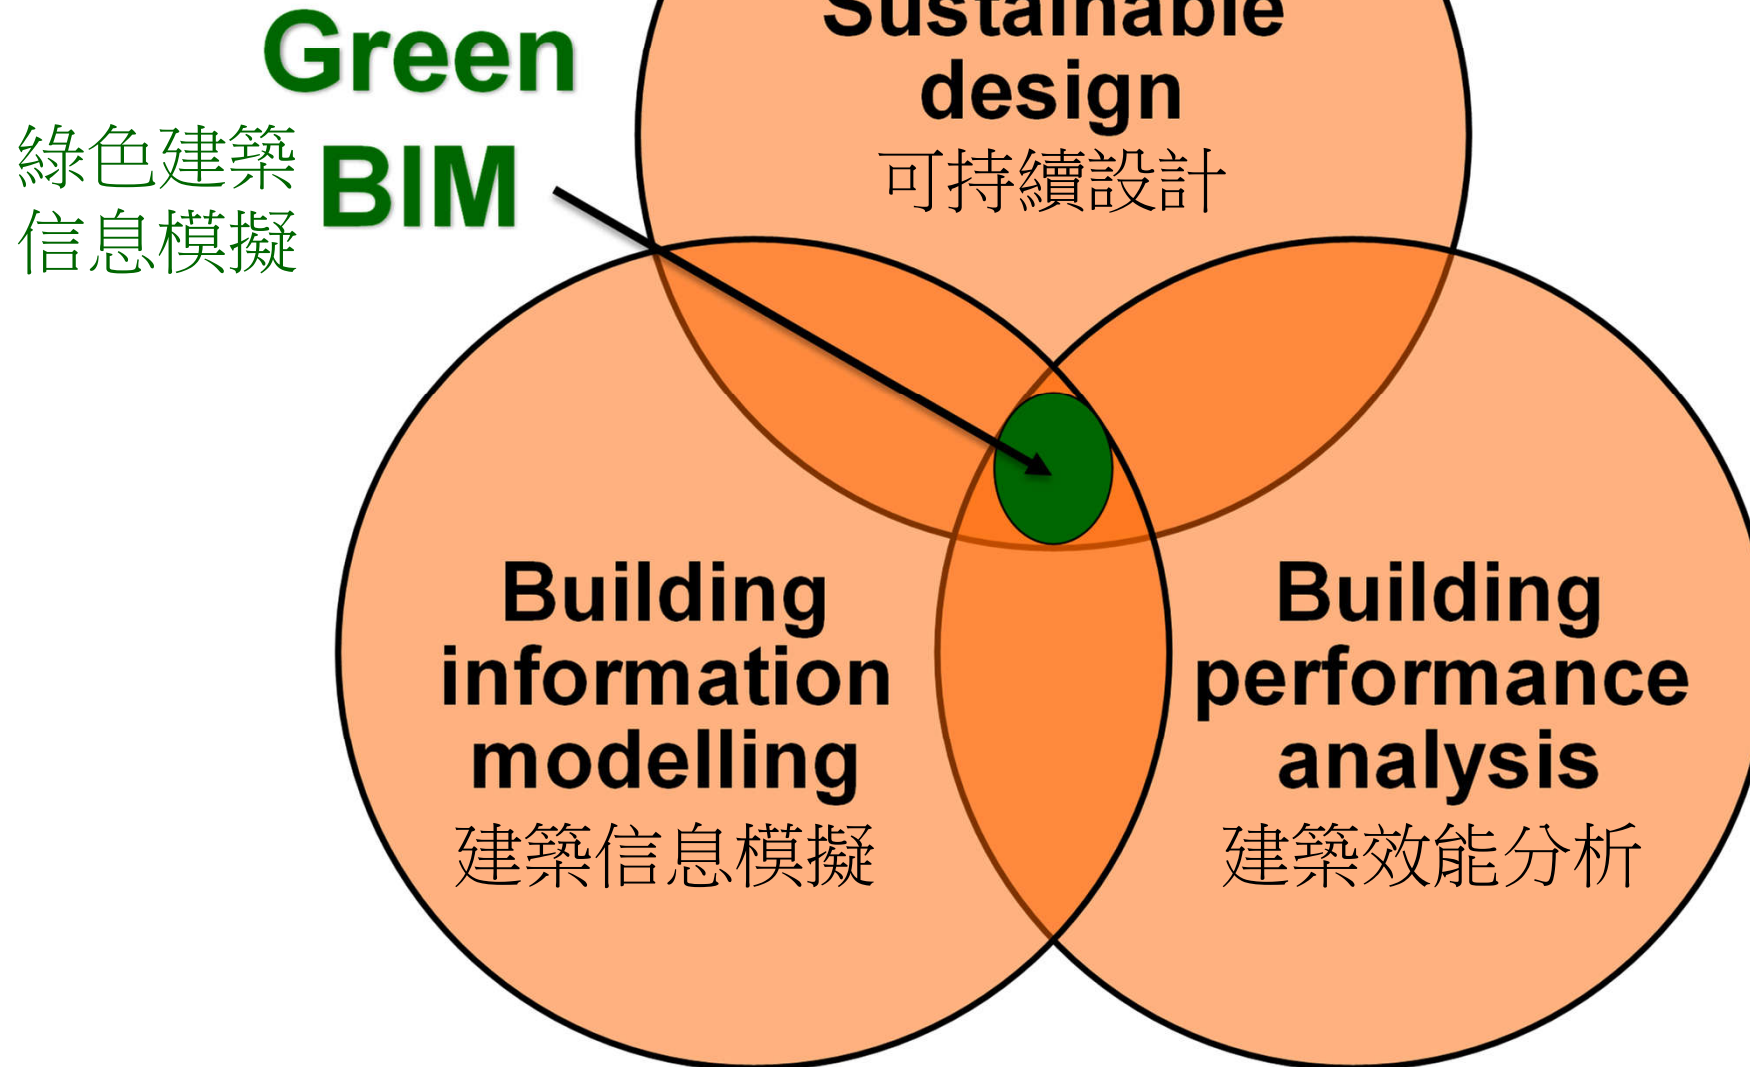 Green
BIM
綠色建築
信息模擬
Sustainable
design
可持續設計
Building
information
modelling
建築信息模擬
Building
performance
analysis
建築效能分析